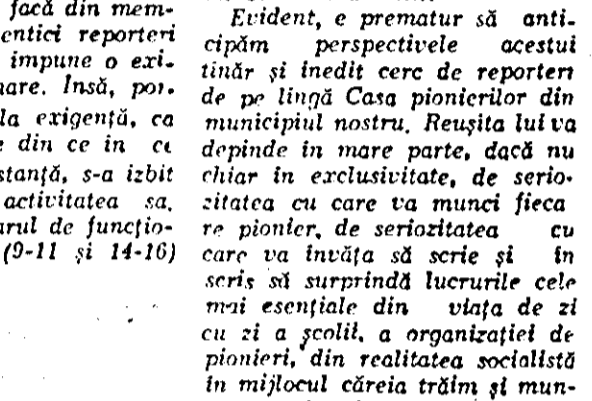 facă din mem-
entici reporteri
impune o exi-
nare. Insă, por.
la exigență, ca
e din ce in ce
stanță, s-a izbit
activitatea sa.
arul de funcțio-
(9-11 și 14-16)
Evident, e prematur să anti-
cipăm perspectivele acestui
tînăr și inedit cerc de reporteri
de pe lîngă Casa pionierilor din
municipiul nostru. Reușita lui va
depinde in mare parte, dacă nu
chiar in exclusivitate, de serio-
zitatea cu care va munci fieca
re pionier, de seriozitatea cu
care va învăța să scrie și în
scris să surprindă lucrurile cele
mai esențiale din viața de zi
cu zi a școlii, a organizației de
pionieri, din realitatea socialistă
în mijlocul căreia trăim și mun-